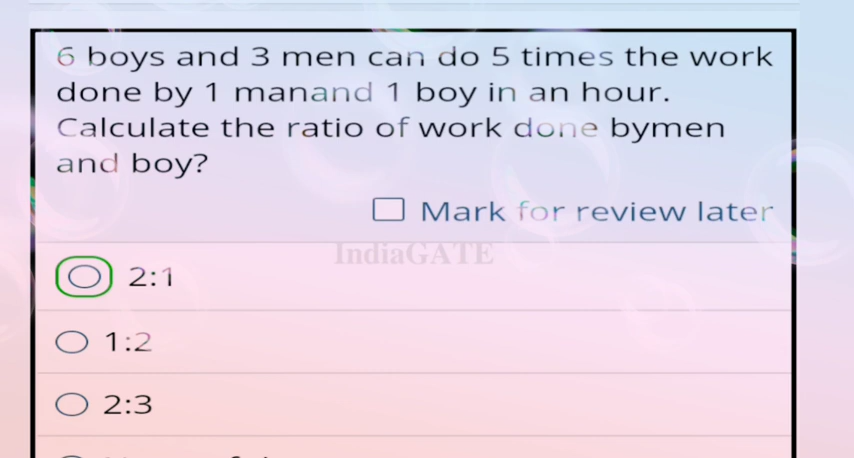 6 boys and 3 men can do 5 times the work
done by 1 manand 1 boy in an hour.
Calculate the ratio of work done bymen
and boy?
Mark for review later
IndiaGATE
2:1
1:2
2:3